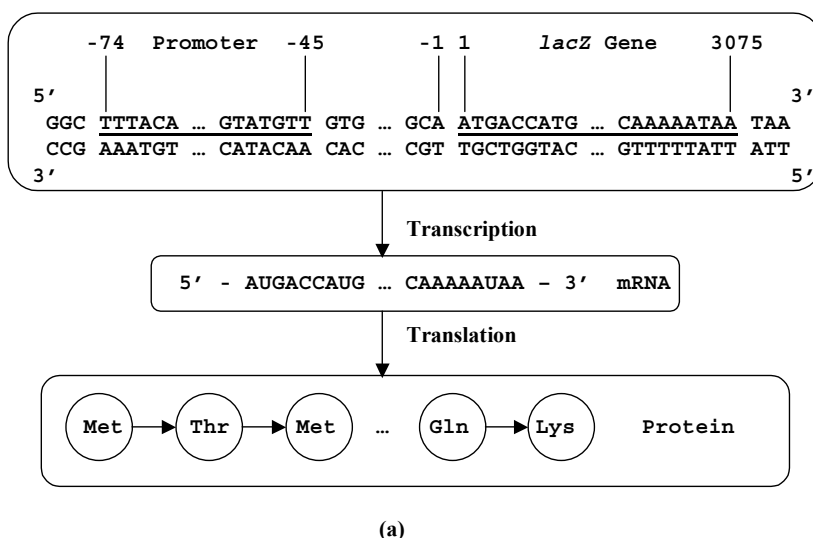 -74 Promoter -45 -1 1 lacZ Gene 3075
5’ 3’
GGC TTTACA … GTATGTT GTG … GCA ATGACCATG … CAAAAATAA TAA
CCG AAATGT … CATACAA CAC … CGT TGCTGGTAC … GTTTTTATT ATT
3’ 5’
Transcription
5’ - AUGACCAUG … CAAAAAUAA – 3’ mRNA
Translation
Met Thr Met … Gln Lys Protein
(a)